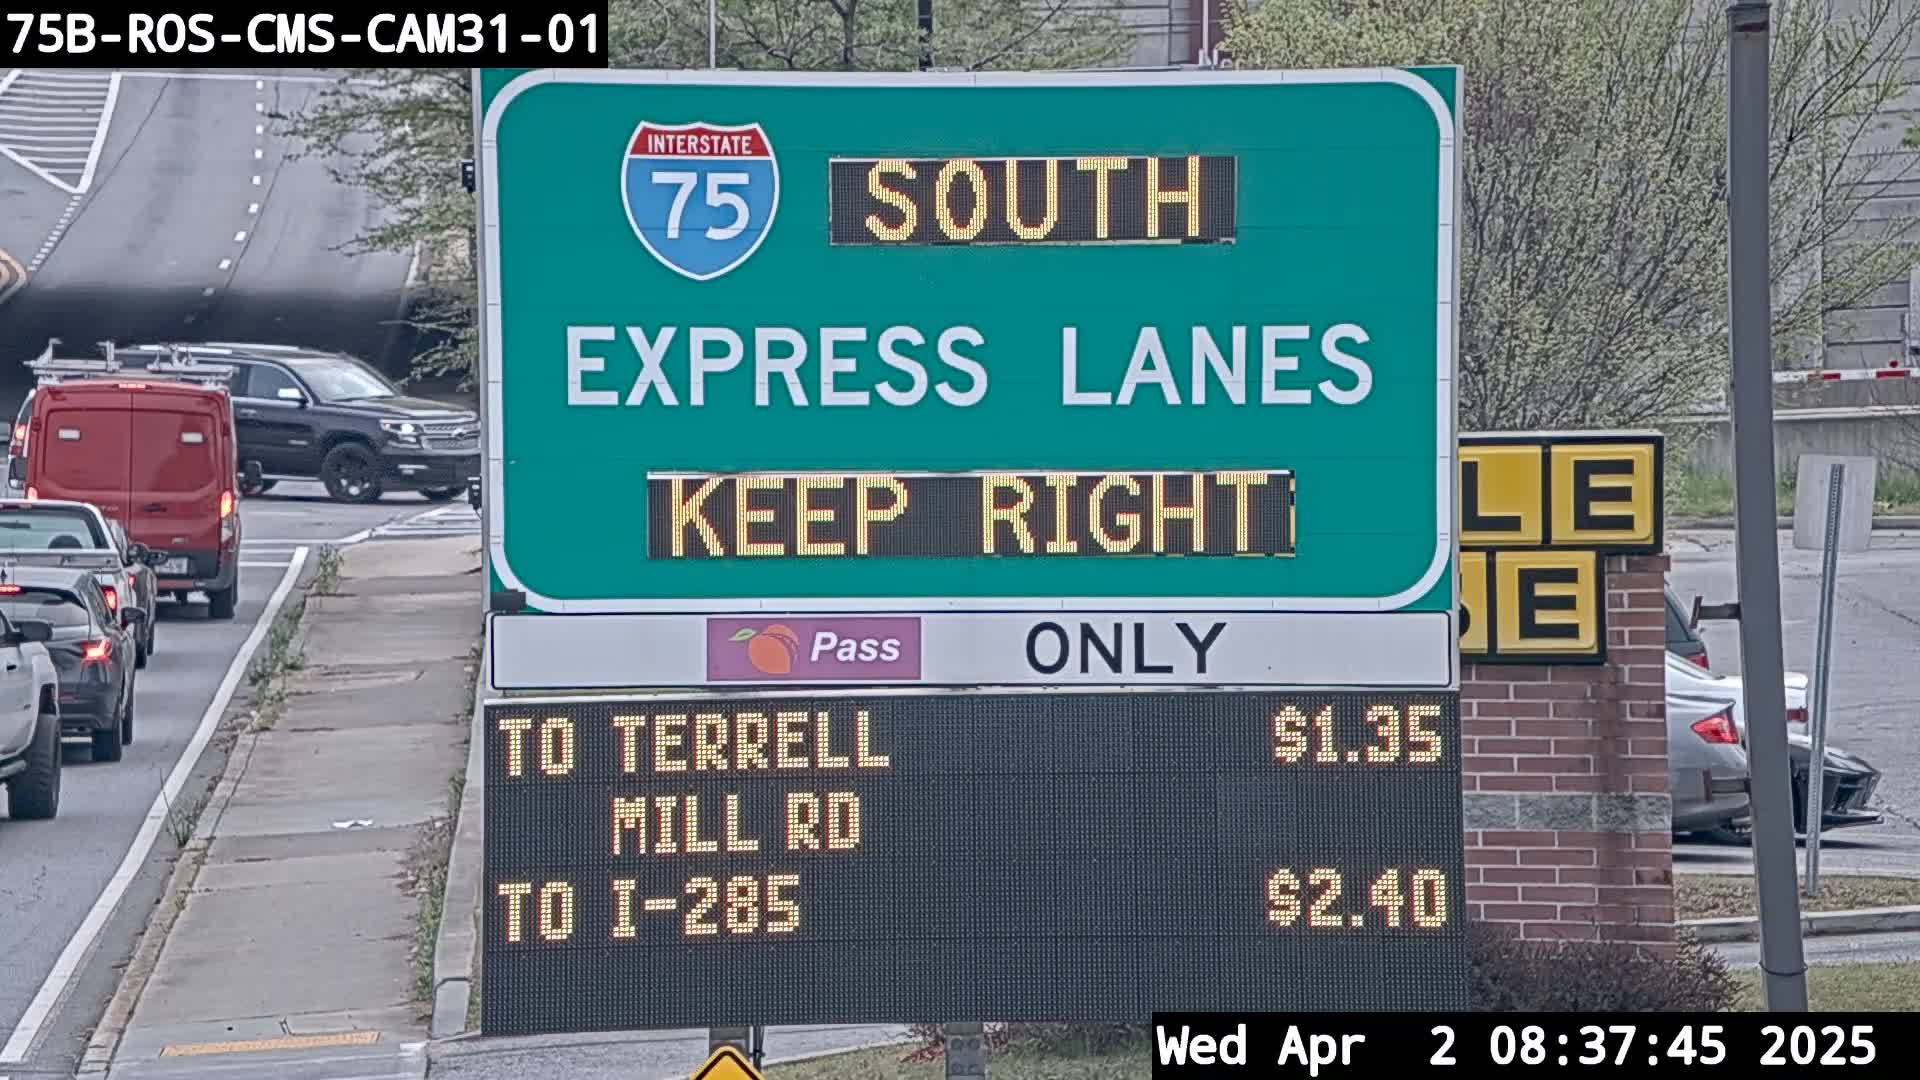 75B-ROS-CMS-CAM31-01
INTERSTATE
75
SOUTH
EXPRESS LANES
KEEP RIGHT
LE
E
Pass ONLY
TO TERRELL $1.35
MILL RD
TO I-285 $2.40
Wed Apr 2 08:37:45 2025